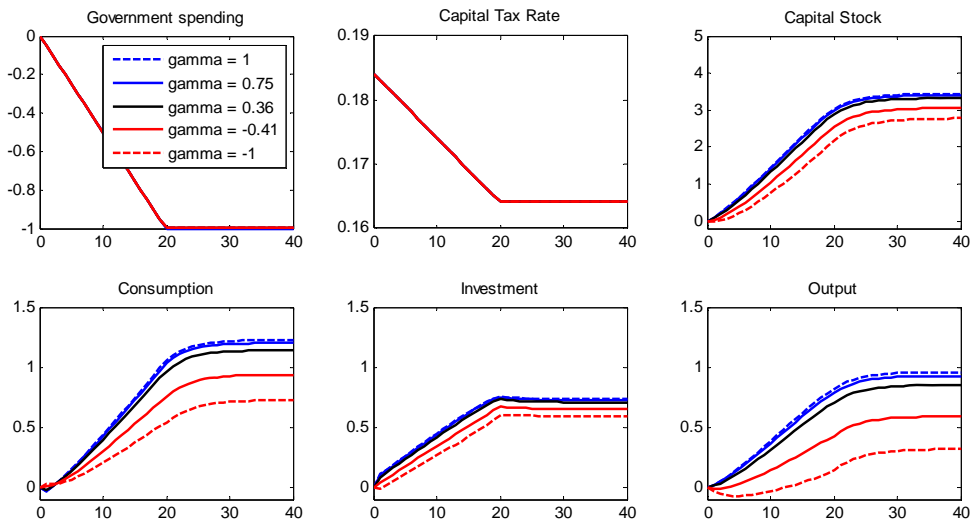 Government spending
Capital Tax Rate
Capital Stock
0
-0.2
-0.4
-0.6
-0.8
-1
gamma = 1
gamma = 0.75
gamma = 0.36
gamma = -0.41
gamma = -1
0 10 20 30 40
0.19
0.18
0.17
0.16
0 10 20 30 40
5
4
3
2
1
0
0 10 20 30 40
Consumption
Investment
Output
1.5
1
0.5
0
0 10 20 30 40
1.5
1
0.5
0
0 10 20 30 40
1.5
1
0.5
0
0 10 20 30 40